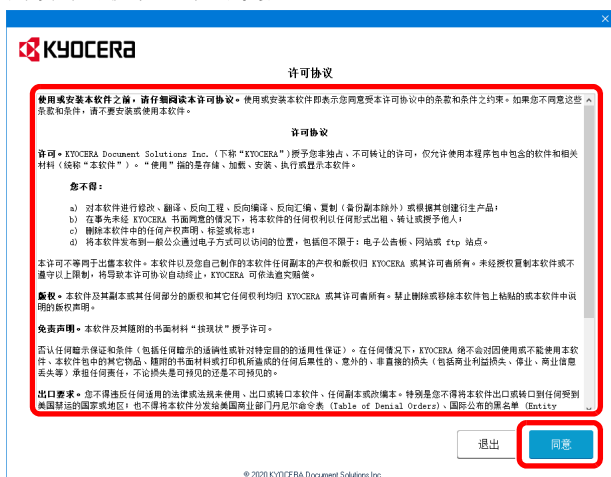 KYOCERA
许可协议
使用或安装本软件之前，请仔细阅读本许可协议。使用或安装本软件即表示您同意受本许可协议中的条款和条件之约束。如果您不同意这些
条款和条件，请不要安装或使用本软件。
许可协议
许可。KYOCERA Document Solutions Inc.（下称“KYOCERA”)授予您非独占、不可转让的许可，仅允许使用本程序包中包含的软件和相关
材料（统称“本软件”）。“使用”指的是存储、加载、安装、执行或显示本软件。
您不得：
a) 对本软件进行修改、翻译、反向工程、反向编译、反向汇编、复制（备份副本除外）或根据其创建衍生产品；
b) 在事先未经 KYOCERA 书面同意的情况下，将本软件的任何权利以任何形式出租、转让或授予他人；
c) 删除本软件中的任何产权声明、标签或标志；
d) 将本软件发布到一般公众通过电子方式可以访问的位置，包括但不限于：电子公告板、网站或 ftp 站点。
本许可不等同于出售本软件。本软件以及您自己制作的本软件任何副本的产权和版权归 KYOCERA 或其许可者所有。未经授权复制本软件或不
遵守以上限制，将导致本许可协议自动终止，KYOCERA 可依法追究赔偿。
版权。本软件及其副本或其任何部分的版权和其它任何权利均归 KYOCERA 或其许可者所有。禁止删除或移除本软件包上粘贴的或本软件中说
明的版权声明。
免责声明。本软件及其随附的书面材料“按现状”授予许可。
否认任何暗示保证和条件（包括任何暗示的适销性或针对特定目的的适用性保证）。在任何情况下，KYOCERA 绝不会对因使用或不能使用本软
件、本软件包中的其它物品、随附的书面材料或打印机所造成的任何后果性的、意外的、非直接的损失（包括商业利益损失、停业、商业信息
丢失等）承担任何责任，不论损失是可预见的还是不可预见的。
出口要求。您不得违反任何适用的法律或法规来使用、出口或转口本软件、任何副本或改编本。特别是您不得将本软件出口或转口到任何受到
美国禁运的国家或地区；也不得将本软件分发给美国商业部门丹尼尔命令表 (Table of Denial Orders)、国际公布的黑名单 (Entity
退出
同意
© 2020 KYOCERA Document Solutions Inc.